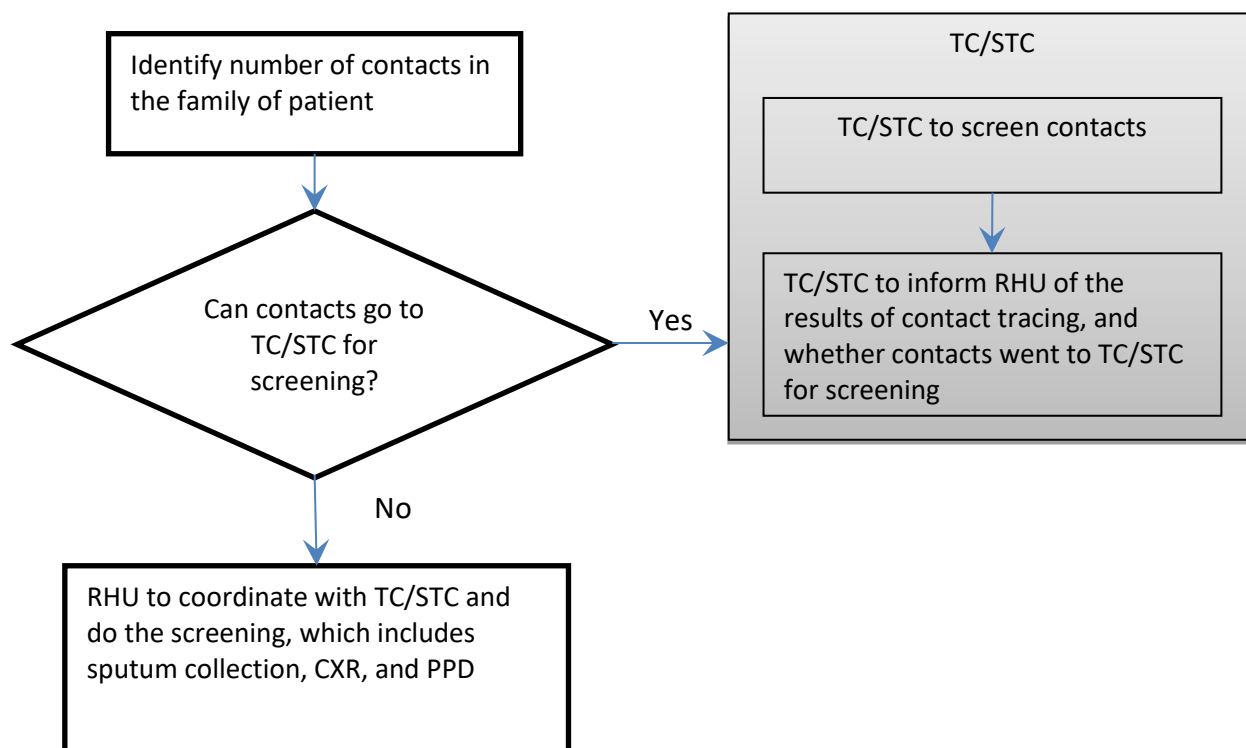 Identify number of contacts in
the family of patient
Can contacts go to
TC/STC for
screening?
Yes
No
RHU to coordinate with TC/STC and
do the screening, which includes
sputum collection, CXR, and PPD
TC/STC
TC/STC to screen contacts
TC/STC to inform RHU of the
results of contact tracing, and
whether contacts went to TC/STC
for screening